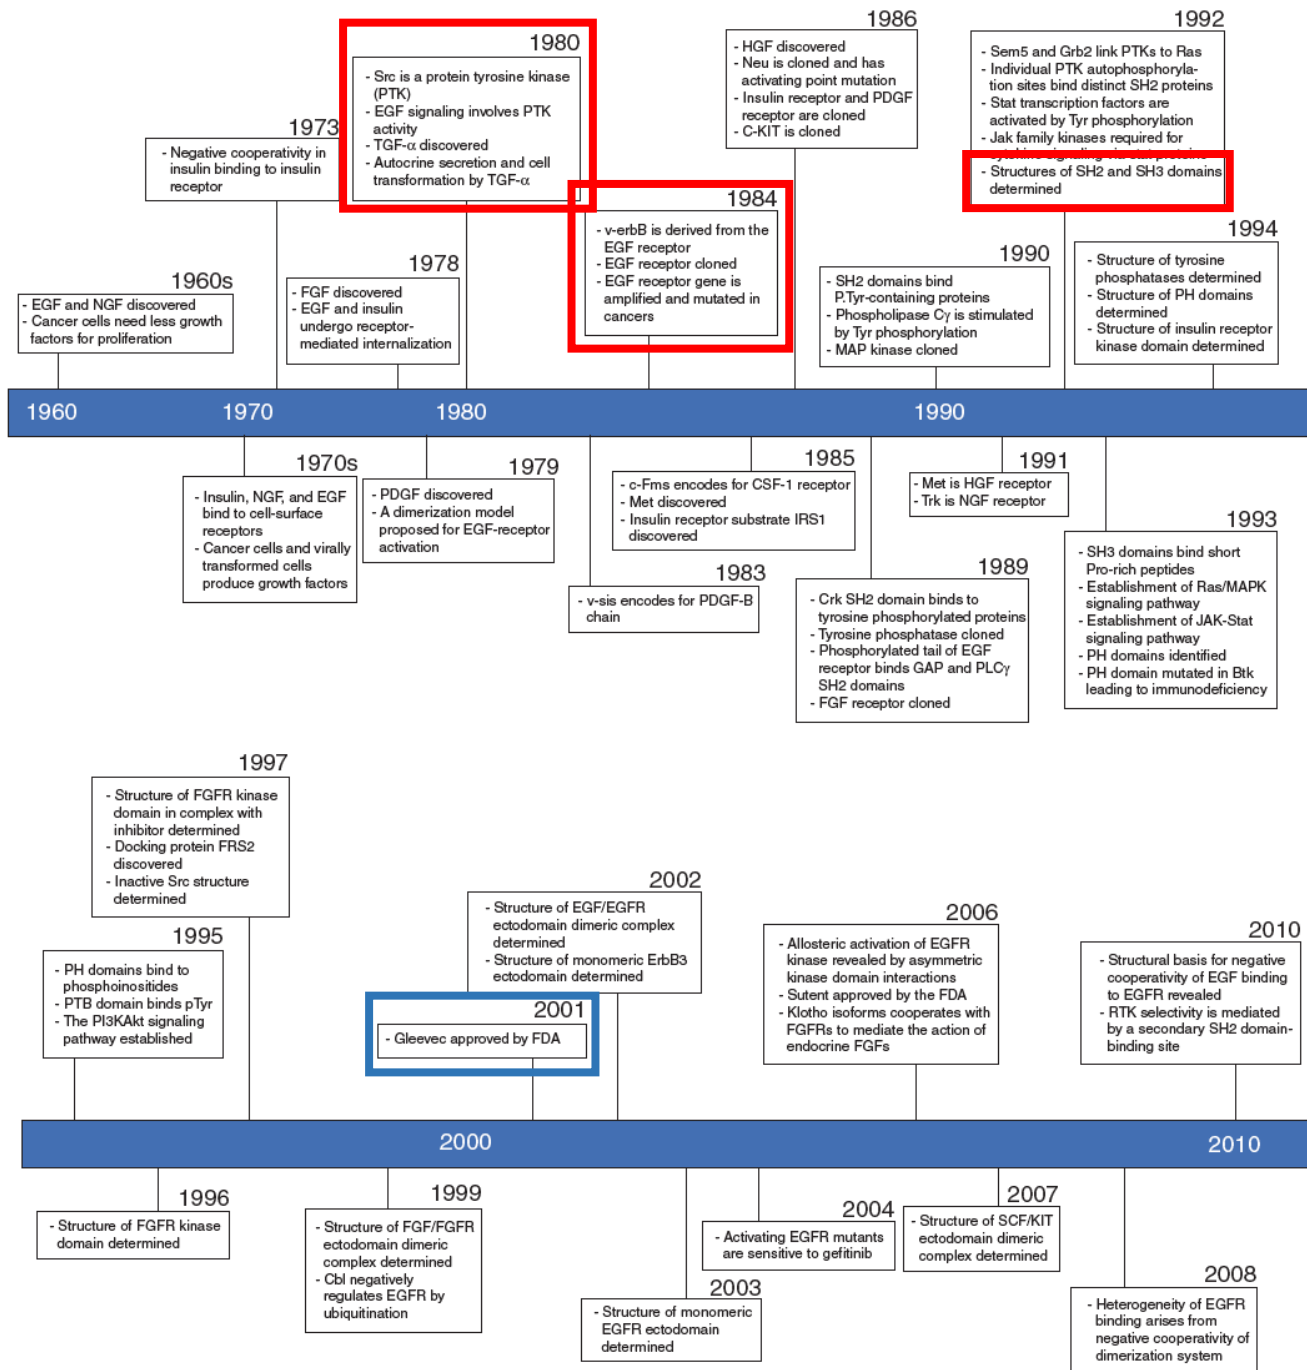 1960s
- EGF and NGF discovered
- Cancer cells need less growth
factors for proliferation
1973
- Negative cooperativity in
insulin binding to insulin
receptor
1978
- FGF discovered
- EGF and insulin
undergo receptor-
mediated internalization
1980
- Src is a protein tyrosine kinase
(PTK)
- EGF signaling involves PTK
activity
- TGF-α discovered
- Autocrine secretion and cell
transformation by TGF-α
1984
- v-erbB is derived from the
EGF receptor
- EGF receptor cloned
- EGF receptor gene is
amplified and mutated in
cancers
1986
- HGF discovered
- Neu is cloned and has
activating point mutation
- Insulin receptor and PDGF
receptor are cloned
- C-KIT is cloned
1990
- SH2 domains bind
P.Tyr-containing proteins
- Phospholipase Cγ is stimulated
by Tyr phosphorylation
- MAP kinase cloned
1992
- Sem5 and Grb2 link PTKs to Ras
- Individual PTK autophosphoryla-
tion sites bind distinct SH2 proteins
- Stat transcription factors are
activated by Tyr phosphorylation
- Jak family kinases required for
cytokine signaling via stat proteins
- Structures of SH2 and SH3 domains
determined
1994
- Structure of tyrosine
phosphatases determined
- Structure of PH domains
determined
- Structure of insulin receptor
kinase domain determined
1960 1970 1980 1990
1970s
- Insulin, NGF, and EGF
bind to cell-surface
receptors
- Cancer cells and virally
transformed cells
produce growth factors
1979
- PDGF discovered
- A dimerization model
proposed for EGF-receptor
activation
1983
- v-sis encodes for PDGF-B
chain
1985
- c-Fms encodes for CSF-1 receptor
- Met discovered
- Insulin receptor substrate IRS1
discovered
1989
- Crk SH2 domain binds to
tyrosine phosphorylated proteins
- Tyrosine phosphatase cloned
- Phosphorylated tail of EGF
receptor binds GAP and PLCγ
SH2 domains
- FGF receptor cloned
1991
- Met is HGF receptor
- Trk is NGF receptor
1993
- SH3 domains bind short
Pro-rich peptides
- Establishment of Ras/MAPK
signaling pathway
- Establishment of JAK-Stat
signaling pathway
- PH domains identified
- PH domain mutated in Btk
leading to immunodeficiency
1995
- PH domains bind to
phosphoinositides
- PTB domain binds pTyr
- The PI3KAkt signaling
pathway established
1997
- Structure of FGFR kinase
domain in complex with
inhibitor determined
- Docking protein FRS2
discovered
- Inactive Src structure
determined
2001
- Gleevec approved by FDA
2002
- Structure of EGF/EGFR
ectodomain dimeric complex
determined
- Structure of monomeric ErbB3
ectodomain determined
2006
- Allosteric activation of EGFR
kinase revealed by asymmetric
kinase domain interactions
- Sutent approved by the FDA
- Klotho isoforms cooperates with
FGFRs to mediate the action of
endocrine FGFs
2010
- Structural basis for negative
cooperativity of EGF binding
to EGFR revealed
- RTK selectivity is mediated
by a secondary SH2 domain-
binding site
2000 2010
1996
- Structure of FGFR kinase
domain determined
1999
- Structure of FGF/FGFR
ectodomain dimeric
complex determined
- Cbl negatively
regulates EGFR by
ubiquitination
2003
- Structure of monomeric
EGFR ectodomain
determined
2004
- Activating EGFR mutants
are sensitive to gefitinib
2007
- Structure of SCF/KIT
ectodomain dimeric
complex determined
2008
- Heterogeneity of EGFR
binding arises from
negative cooperativity of
dimerization system